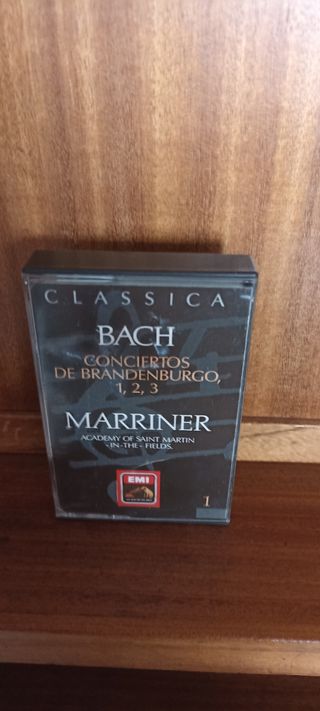 CLASSICA
BACH
CONCIERTOS
DE BRANDENBURGO,
1, 2, 3
MARRINER
ACADEMY OF SAINT MARTIN
-IN-THE- FIELDS.
EMI
1